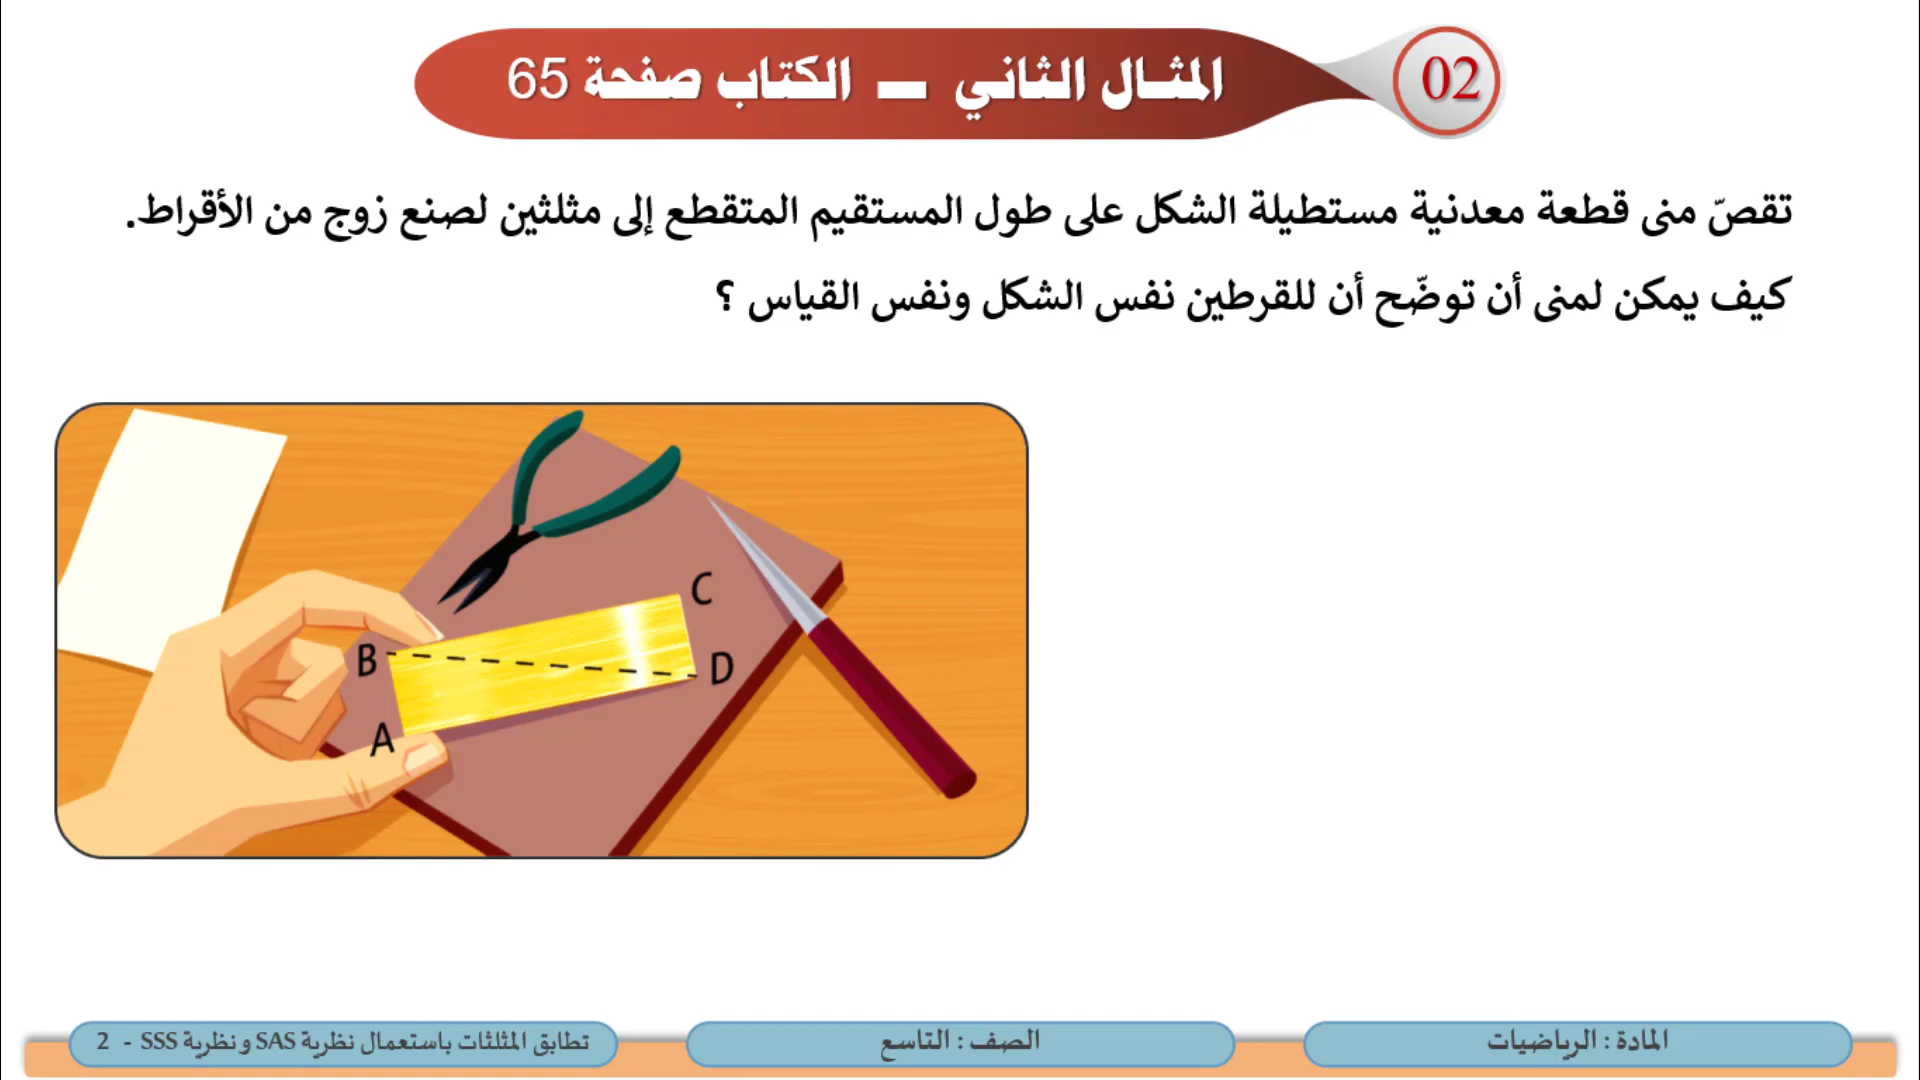 02
المثال الثاني – الكتاب صفحة 65
تقصّ منى قطعة معدنية مستطيلة الشكل على طول المستقيم المتقطع إلى مثلثين لصنع زوج من الأقراط.
كيف يمكن لمنى أن توضّح أن للقرطين نفس الشكل ونفس القياس ؟
C
B
D
A
المادة : الرياضيات
الصف : التاسع
تطابق المثلثات باستعمال نظرية SAS و نظرية SSS - 2